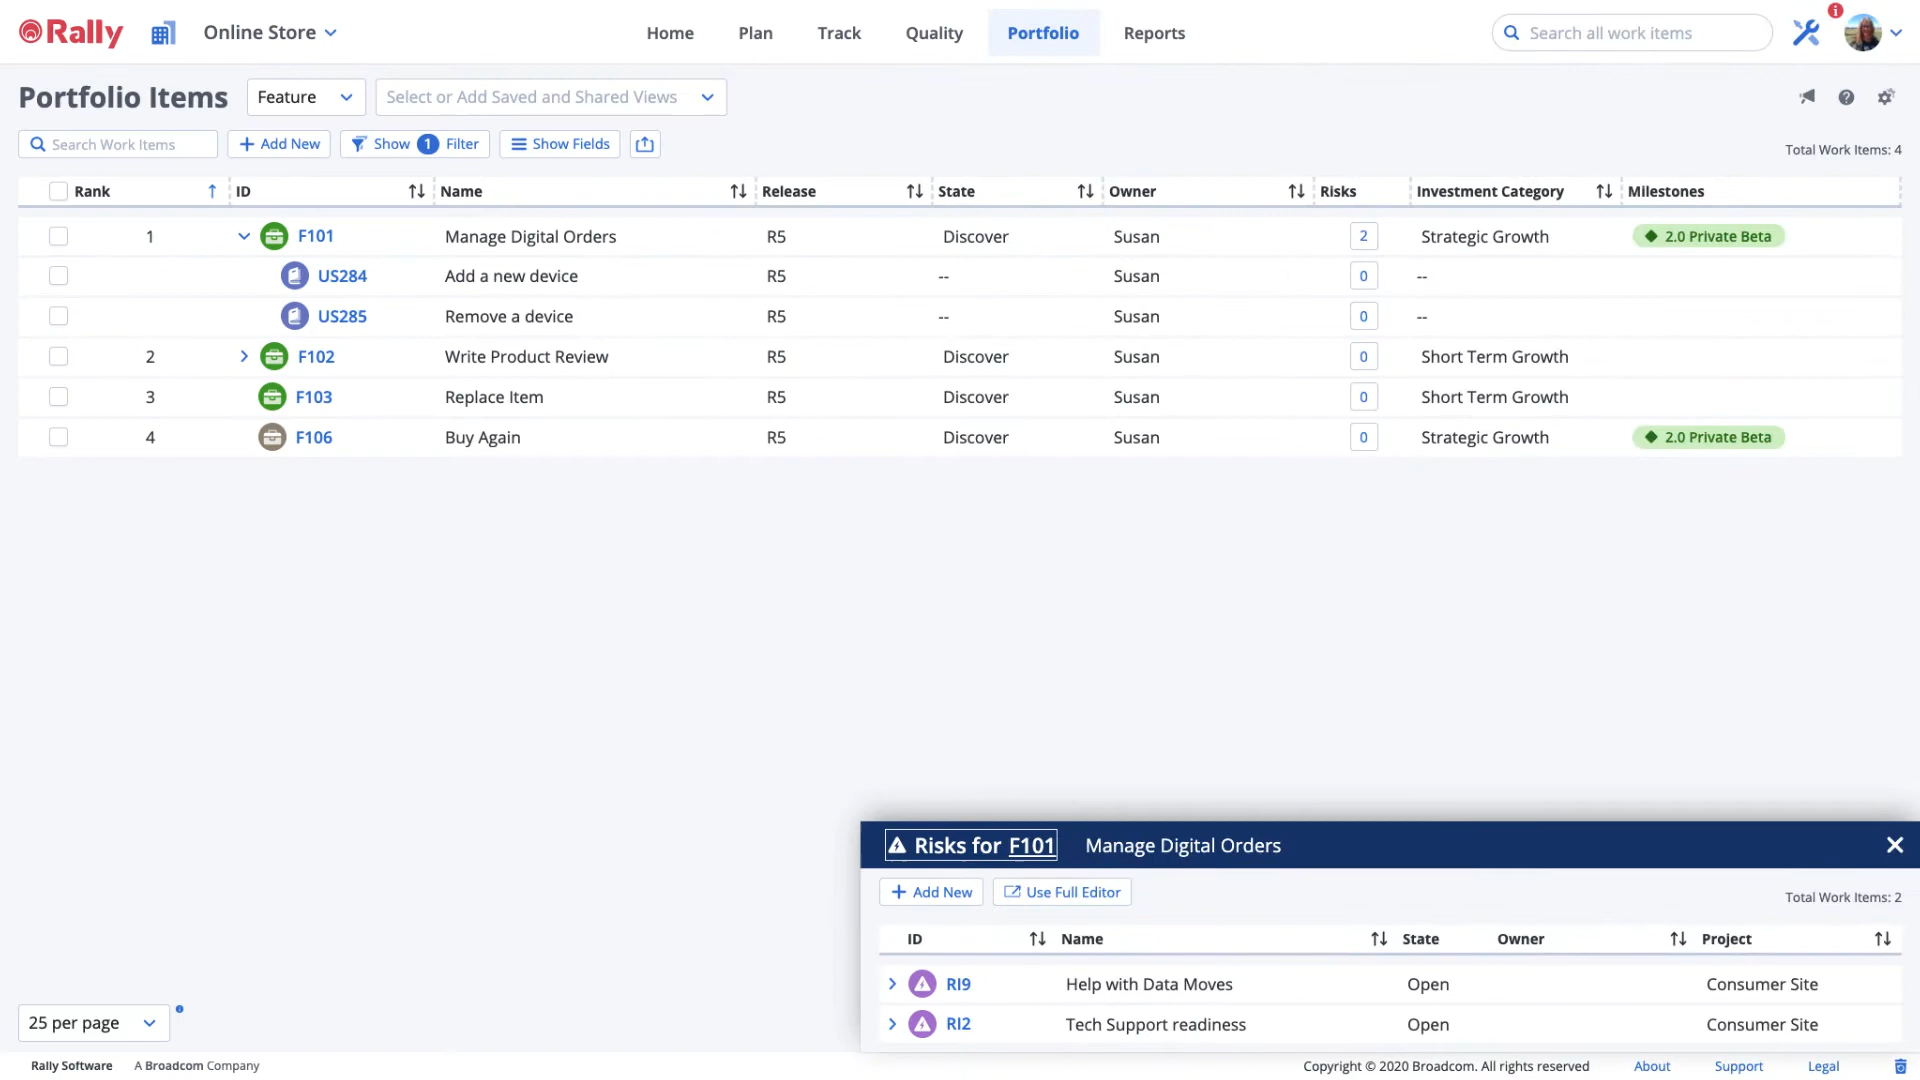 Rally Online Store Home Plan Track Quality Portfolio Reports Search all work items i
Portfolio Items Feature Select or Add Saved and Shared Views
Search Work Items Add New Show 1 Filter Show Fields Total Work Items: 4
Rank ID Name Release State Owner Risks Investment Category Milestones
1 F101 Manage Digital Orders R5 Discover Susan 2 Strategic Growth 2.0 Private Beta
US284 Add a new device R5 -- Susan 0 --
US285 Remove a device R5 -- Susan 0 --
2 F102 Write Product Review R5 Discover Susan 0 Short Term Growth
3 F103 Replace Item R5 Discover Susan 0 Short Term Growth
4 F106 Buy Again R5 Discover Susan 0 Strategic Growth 2.0 Private Beta
Risks for F101 Manage Digital Orders
Add New Use Full Editor Total Work Items: 2
ID Name State Owner Project
RI9 Help with Data Moves Open Consumer Site
RI2 Tech Support readiness Open Consumer Site
25 per page
Rally Software A Broadcom Company Copyright © 2020 Broadcom. All rights reserved About Support Legal